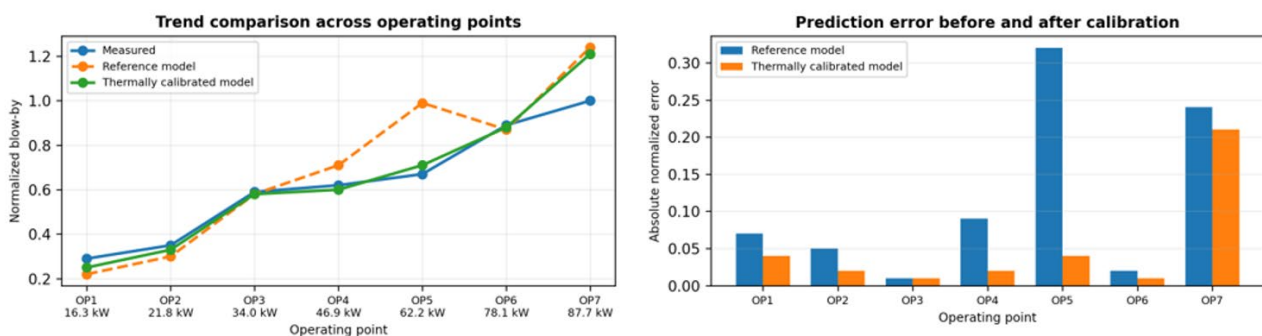 Trend comparison across operating points
Measured
Reference model
Thermally calibrated model
Normalized blow-by
1.2
1.0
0.8
0.6
0.4
0.2
OP1 OP2 OP3 OP4 OP5 OP6 OP7
16.3 kW 21.8 kW 34.0 kW 46.9 kW 62.2 kW 78.1 kW 87.7 kW
Operating point
Prediction error before and after calibration
Reference model
Thermally calibrated model
Absolute normalized error
0.30
0.25
0.20
0.15
0.10
0.05
0.00
OP1 OP2 OP3 OP4 OP5 OP6 OP7
Operating point